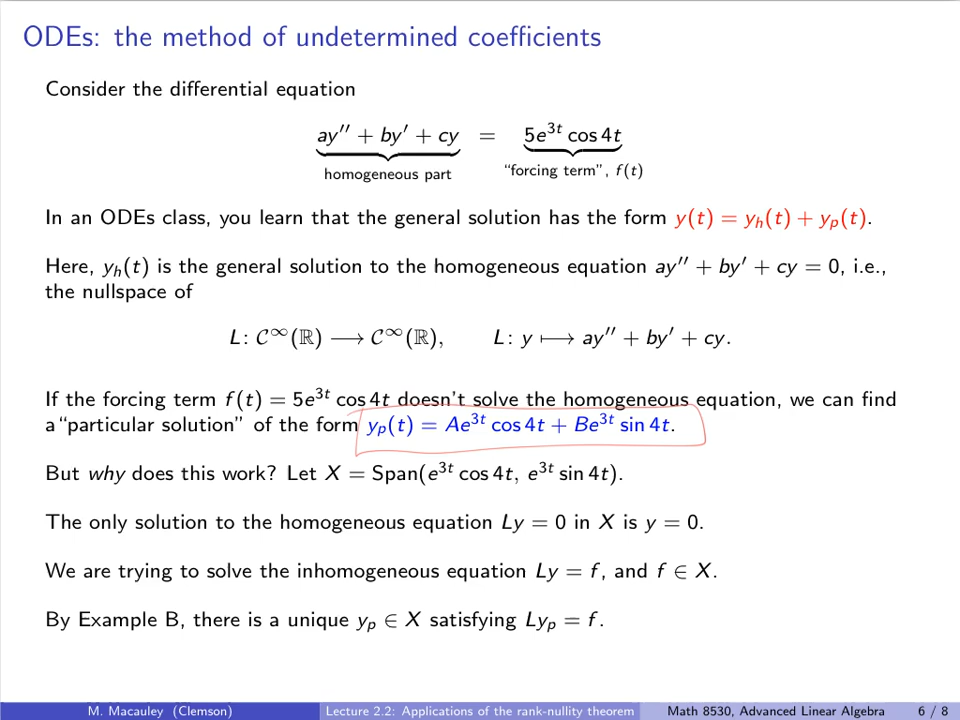 ODEs: the method of undetermined coefficients
Consider the differential equation
ay′′ + by′ + cy = 5e^{3t} cos 4t
homogeneous part "forcing term", f(t)
In an ODEs class, you learn that the general solution has the form y(t) = y_h(t) + y_p(t).
Here, y_h(t) is the general solution to the homogeneous equation ay′′ + by′ + cy = 0, i.e.,
the nullspace of
L: C^∞(ℝ) ⟶ C^∞(ℝ), L: y ⟼ ay′′ + by′ + cy.
If the forcing term f(t) = 5e^{3t} cos 4t doesn't solve the homogeneous equation, we can find
a "particular solution" of the form y_p(t) = Ae^{3t} cos 4t + Be^{3t} sin 4t.
But why does this work? Let X = Span(e^{3t} cos 4t, e^{3t} sin 4t).
The only solution to the homogeneous equation Ly = 0 in X is y = 0.
We are trying to solve the inhomogeneous equation Ly = f, and f ∈ X.
By Example B, there is a unique y_p ∈ X satisfying Ly_p = f.
M. Macauley (Clemson) Lecture 2.2: Applications of the rank-nullity theorem Math 8530, Advanced Linear Algebra 6 / 8